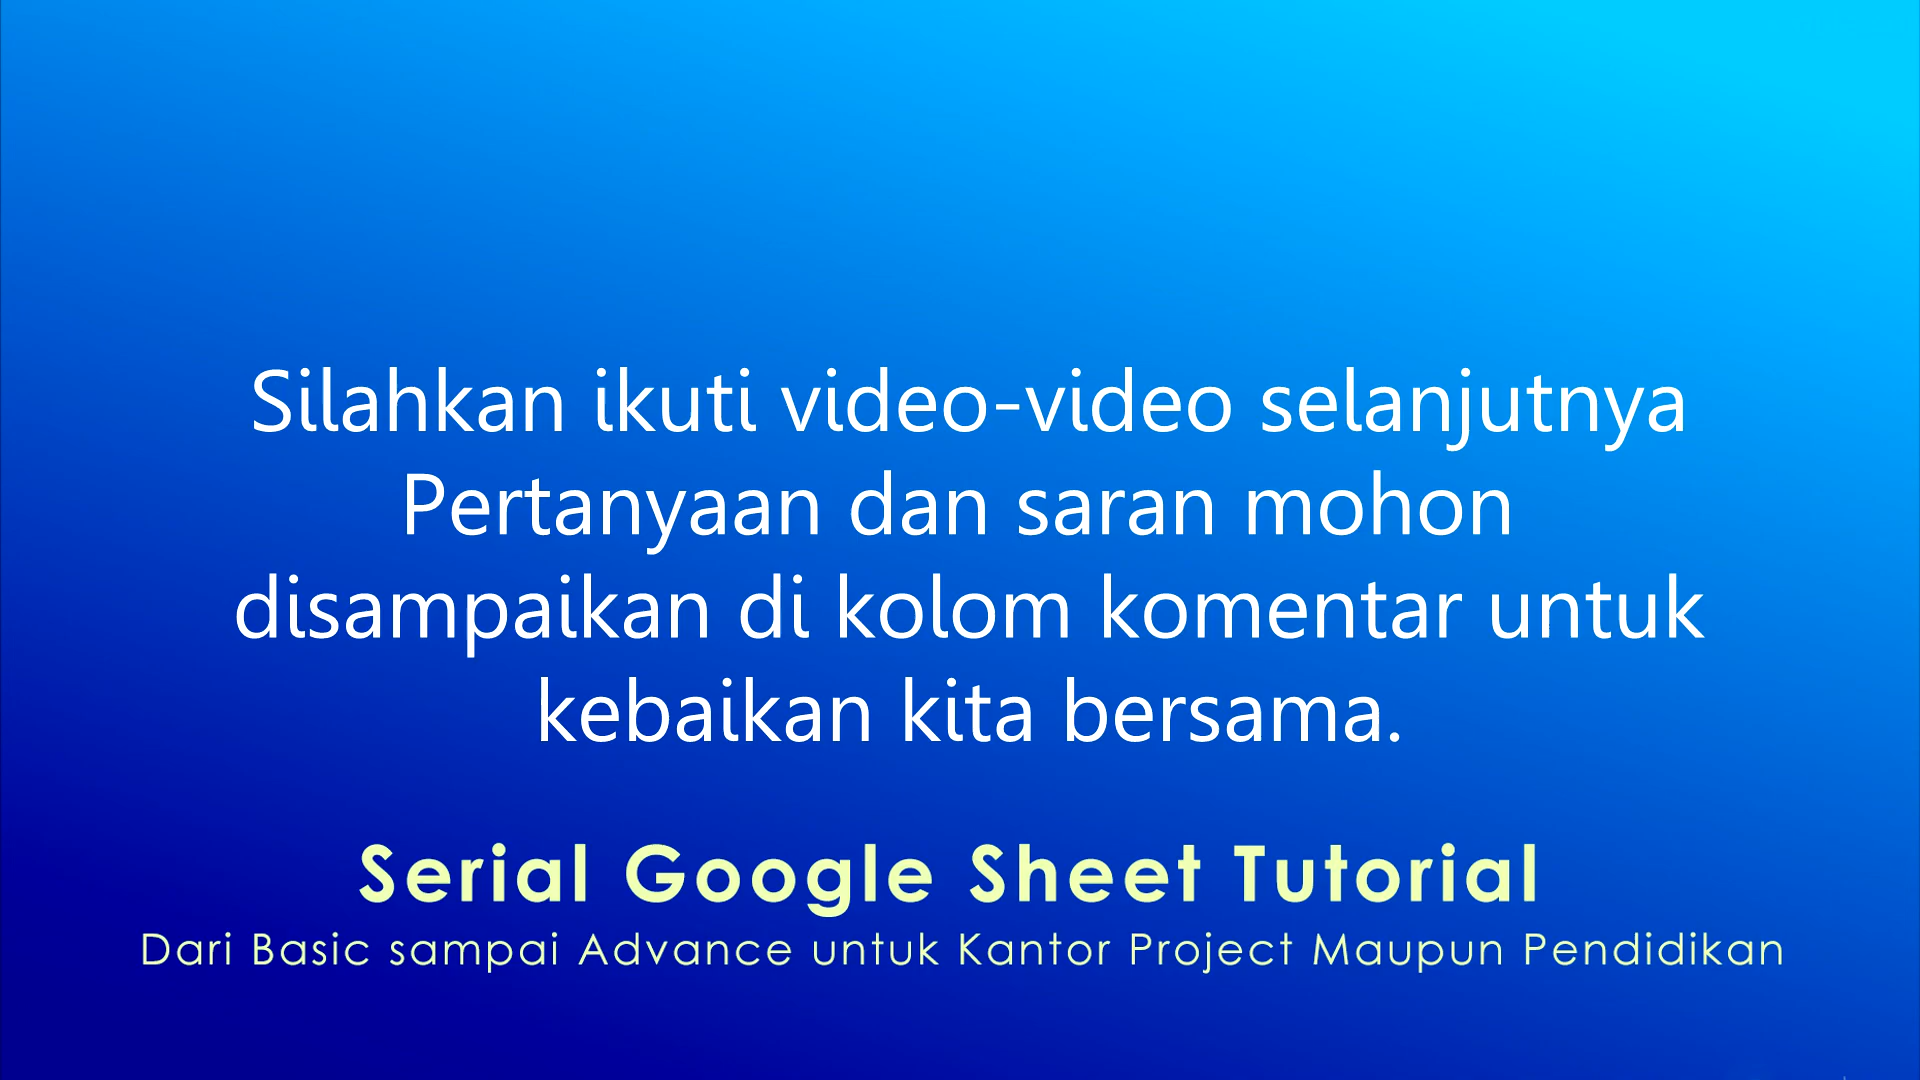 Silahkan ikuti video-video selanjutnya
Pertanyaan dan saran mohon
disampaikan di kolom komentar untuk
kebaikan kita bersama.
Serial Google Sheet Tutorial
Dari Basic sampai Advance untuk Kantor Project Maupun Pendidikan